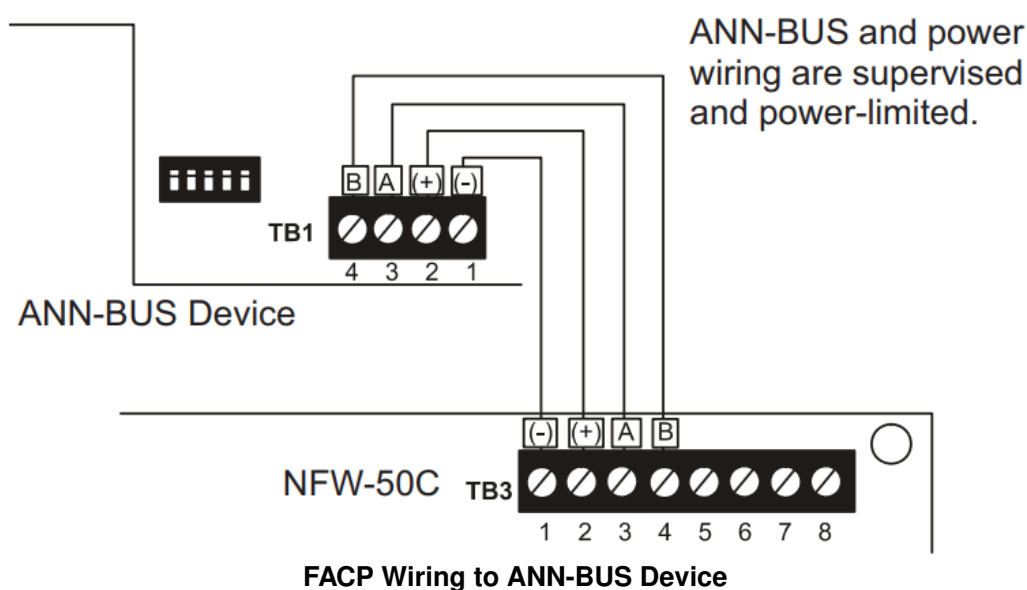 ANN-BUS and power
wiring are supervised
and power-limited.
B A (+) (-)
TB1
4 3 2 1
ANN-BUS Device
(-) (+) A B
NFW-50C TB3
1 2 3 4 5 6 7 8
FACP Wiring to ANN-BUS Device